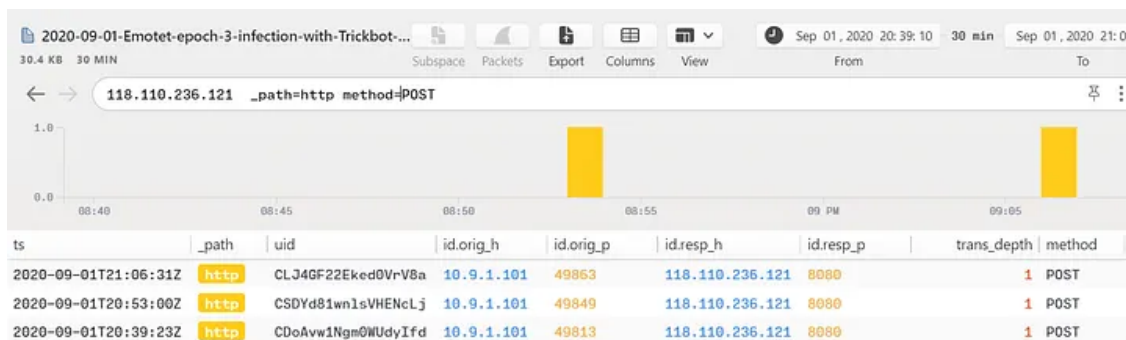 2020-09-01-Emotet-epoch-3-infection-with-Trickbot-...
30.4 KB 30 MIN
Subspace Packets Export Columns View
Sep 01, 2020 20:39:10 30 min Sep 01, 2020 21:0
From To
118.110.236.121 _path=http method=POST
1.0
0.0
08:40 08:45 08:50 08:55 09 PM 09:05
ts _path uid id.orig_h id.orig_p id.resp_h id.resp_p trans_depth method
2020-09-01T21:06:31Z http CLJ4GF22Eked0VrV8a 10.9.1.101 49863 118.110.236.121 8080 1 POST
2020-09-01T20:53:00Z http CSDYd81wnlsVHENcLj 10.9.1.101 49849 118.110.236.121 8080 1 POST
2020-09-01T20:39:23Z http CDoAvw1Ngm0WUdyIfd 10.9.1.101 49813 118.110.236.121 8080 1 POST